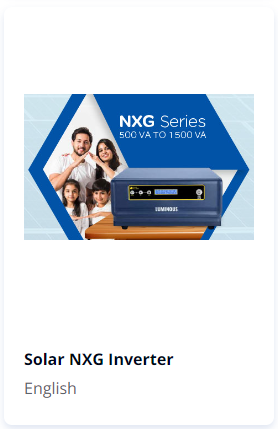 NXG Series
500 VA TO 1500 VA
LUMINOUS
Solar NXG Inverter
English